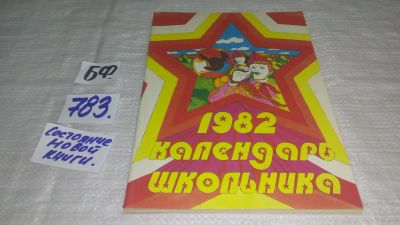 БФ.
783.
Состояние
новой
книги.
1982
календарь
школьника